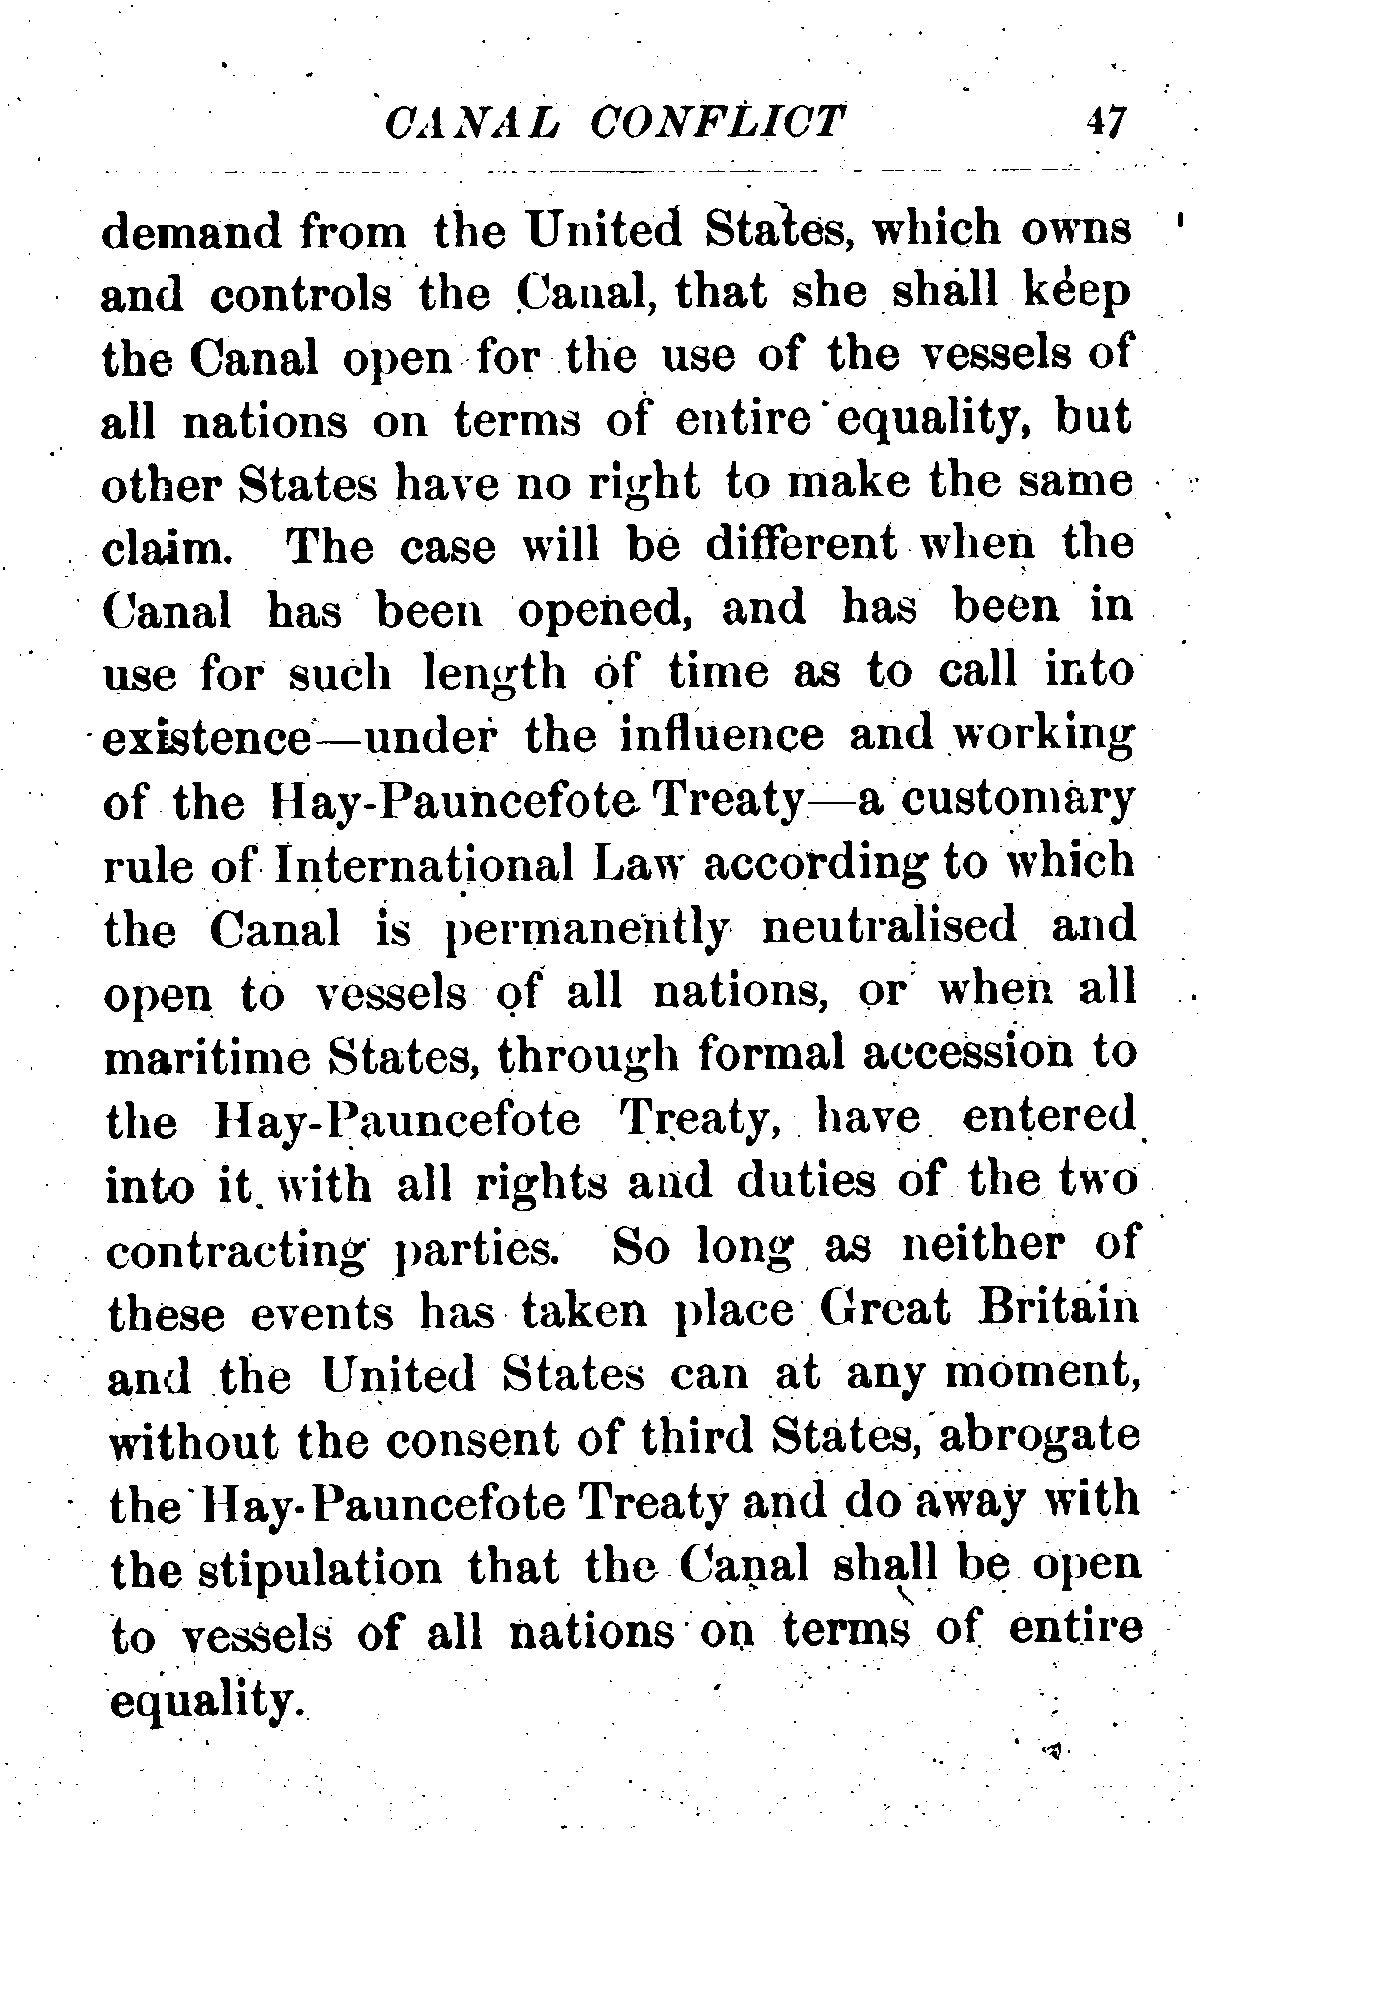 CANAL CONFLICT 47
demand from the United States, which owns
and controls the Canal, that she shall keep
the Canal open for the use of the vessels of
all nations on terms of entire equality, but
other States have no right to make the same
claim. The case will be different when the
Canal has been opened, and has been in
use for such length of time as to call into
existence—under the influence and working
of the Hay-Pauncefote Treaty—a customary
rule of International Law according to which
the Canal is permanently neutralised and
open to vessels of all nations, or when all
maritime States, through formal accession to
the Hay-Pauncefote Treaty, have entered
into it with all rights and duties of the two
contracting parties. So long as neither of
these events has taken place Great Britain
and the United States can at any moment,
without the consent of third States, abrogate
the Hay-Pauncefote Treaty and do away with
the stipulation that the Canal shall be open
to vessels of all nations on terms of entire
equality.